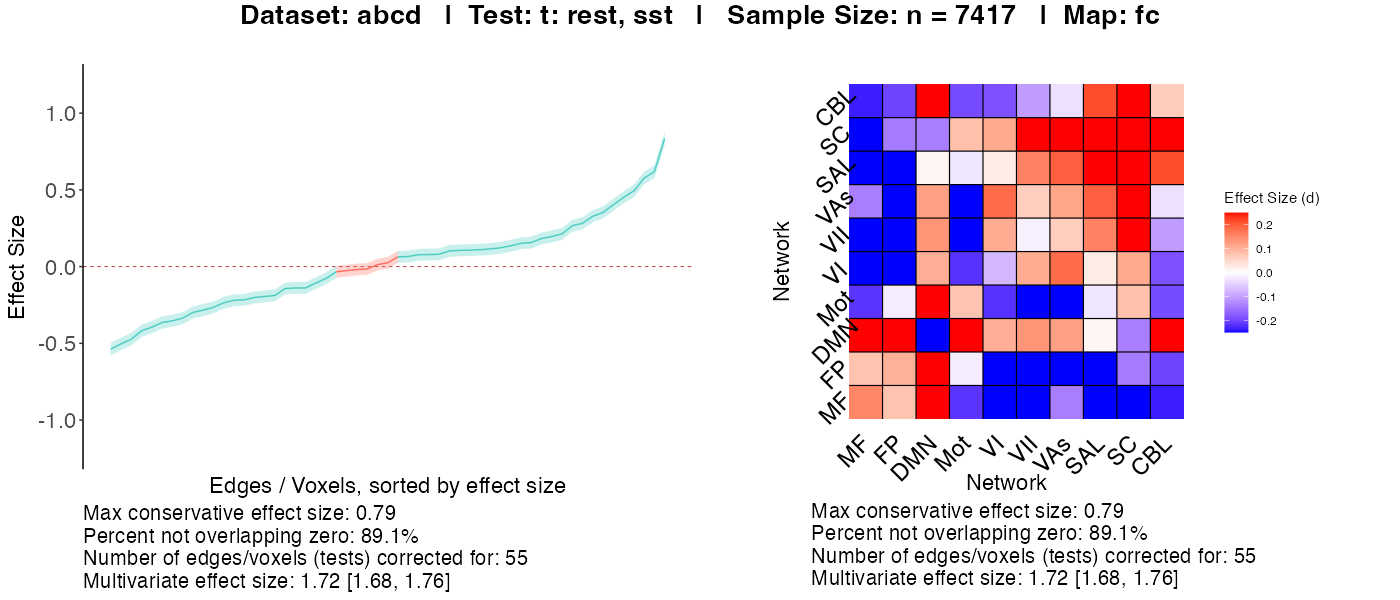 Dataset: abcd | Test: t: rest, sst | Sample Size: n = 7417 | Map: fc
Effect Size
1.0
0.5
0.0
-0.5
-1.0
Edges / Voxels, sorted by effect size
Max conservative effect size: 0.79
Percent not overlapping zero: 89.1%
Number of edges/voxels (tests) corrected for: 55
Multivariate effect size: 1.72 [1.68, 1.76]
Network
CBL
SC
SAL
VAs
VII
VI
Mot
DMN
FP
MF
MF FP DMN Mot VI VII VAs SAL SC CBL
Network
Effect Size (d)
0.2
0.1
0.0
-0.1
-0.2
Max conservative effect size: 0.79
Percent not overlapping zero: 89.1%
Number of edges/voxels (tests) corrected for: 55
Multivariate effect size: 1.72 [1.68, 1.76]